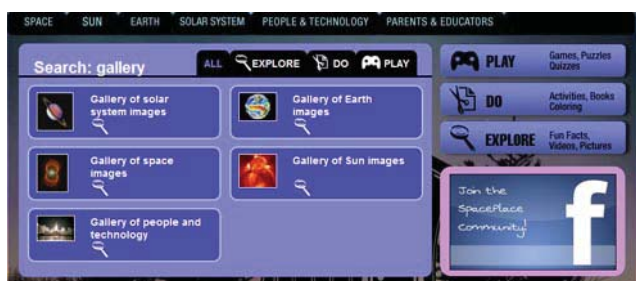 SPACE SUN EARTH SOLAR SYSTEM PEOPLE & TECHNOLOGY PARENTS & EDUCATORS
Search: gallery
ALL EXPLORE DO PLAY
Gallery of solar
system images
Gallery of Earth
images
Gallery of space
images
Gallery of Sun images
Gallery of people and
technology
PLAY
Games, Puzzles
Quizzes
DO
Activities, Books
Coloring
EXPLORE
Fun Facts,
Videos, Pictures
Join the
SpacePlace
community!
f